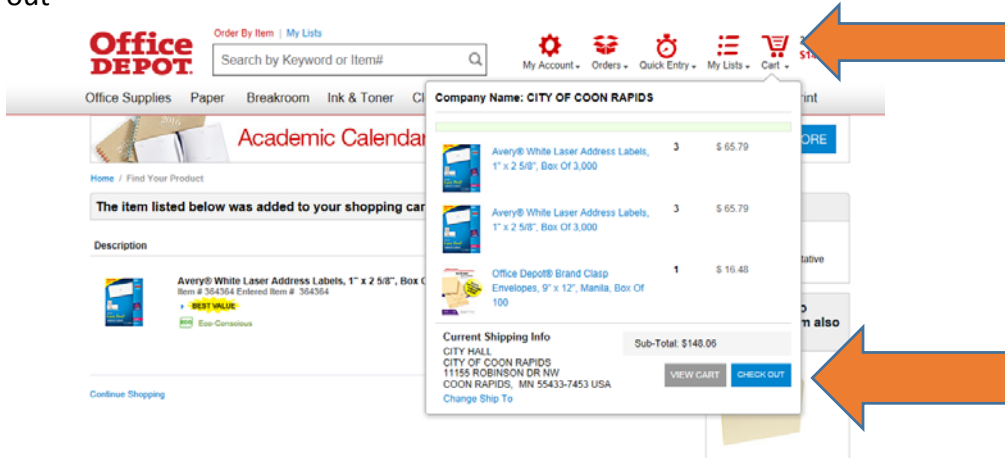 out
Office
DEPOT.
Order By Item | My Lists
Search by Keyword or Item#
My Account
Orders
Quick Entry
My Lists
Cart
Office Supplies Paper Breakroom Ink & Toner
Company Name: CITY OF COON RAPIDS
2016
Academic Calendar
ORE
Home / Find Your Product
Avery® White Laser Address Labels, 3 $ 65.79
1" x 2 5/8", Box Of 3,000
The item listed below was added to your shopping car
Avery® White Laser Address Labels, 3 $ 65.79
1" x 2 5/8", Box Of 3,000
Description
tative
Avery® White Laser Address Labels, 1" x 2 5/8", Box
Item # 364364 Entered Item # 364364
BEST VALUE
ECO Eco-Conscious
Office Depot® Brand Clasp 1 $ 16.48
Envelopes, 9" x 12", Manila, Box Of
100
m also
Current Shipping Info
CITY HALL
CITY OF COON RAPIDS
11155 ROBINSON DR NW
COON RAPIDS, MN 55433-7453 USA
Change Ship To
Sub-Total: $148.06
VIEW CART CHECK OUT
Continue Shopping